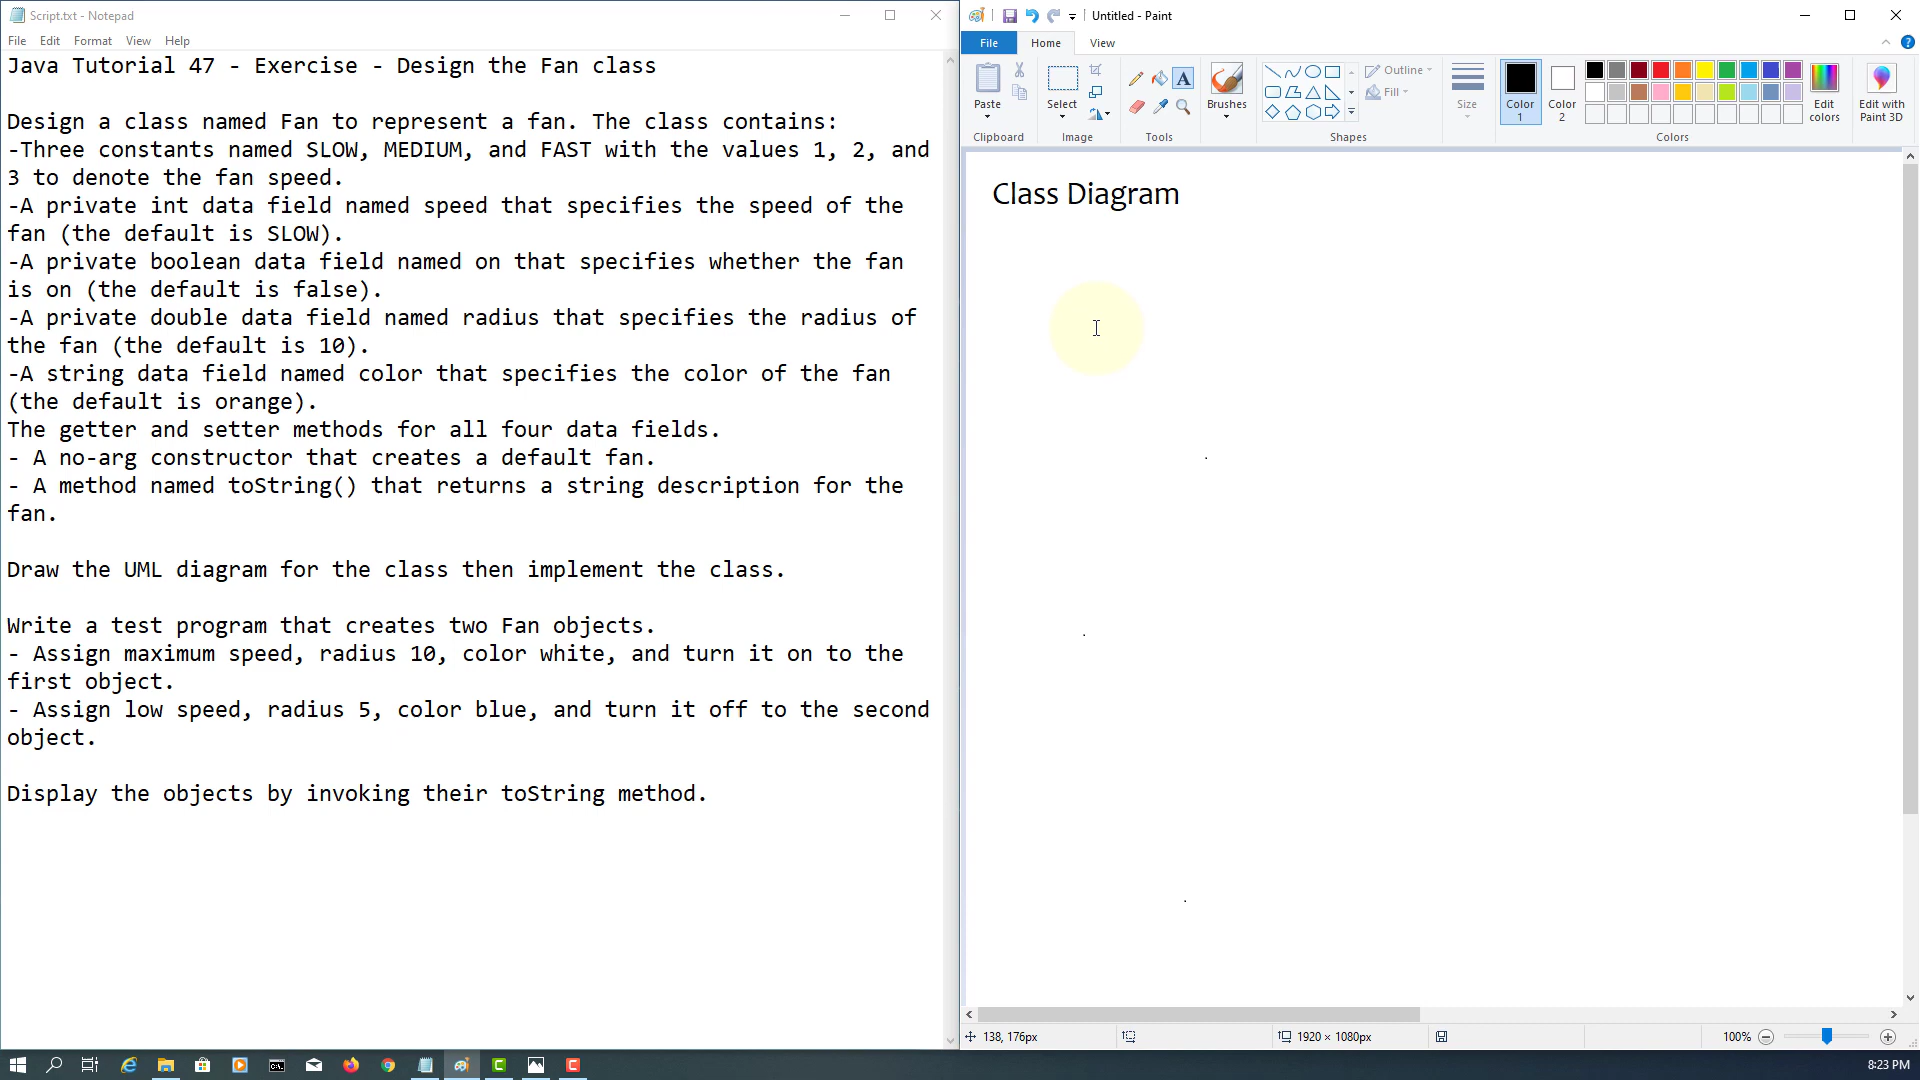 Script.txt - Notepad
File Edit Format View Help
Java Tutorial 47 - Exercise - Design the Fan class
Design a class named Fan to represent a fan. The class contains:
-Three constants named SLOW, MEDIUM, and FAST with the values 1, 2, and
3 to denote the fan speed.
-A private int data field named speed that specifies the speed of the
fan (the default is SLOW).
-A private boolean data field named on that specifies whether the fan
is on (the default is false).
-A private double data field named radius that specifies the radius of
the fan (the default is 10).
-A string data field named color that specifies the color of the fan
(the default is orange).
The getter and setter methods for all four data fields.
- A no-arg constructor that creates a default fan.
- A method named toString() that returns a string description for the
fan.
Draw the UML diagram for the class then implement the class.
Write a test program that creates two Fan objects.
- Assign maximum speed, radius 10, color white, and turn it on to the
first object.
- Assign low speed, radius 5, color blue, and turn it off to the second
object.
Display the objects by invoking their toString method.
Untitled - Paint
File Home View
Paste
Clipboard
Select
Image
A
Tools
Brushes
Outline
Fill
Shapes
Size
Color
1
Color
2
Edit
colors
Colors
Edit with
Paint 3D
Class Diagram
138, 176px
1920 × 1080px
100%
8:23 PM